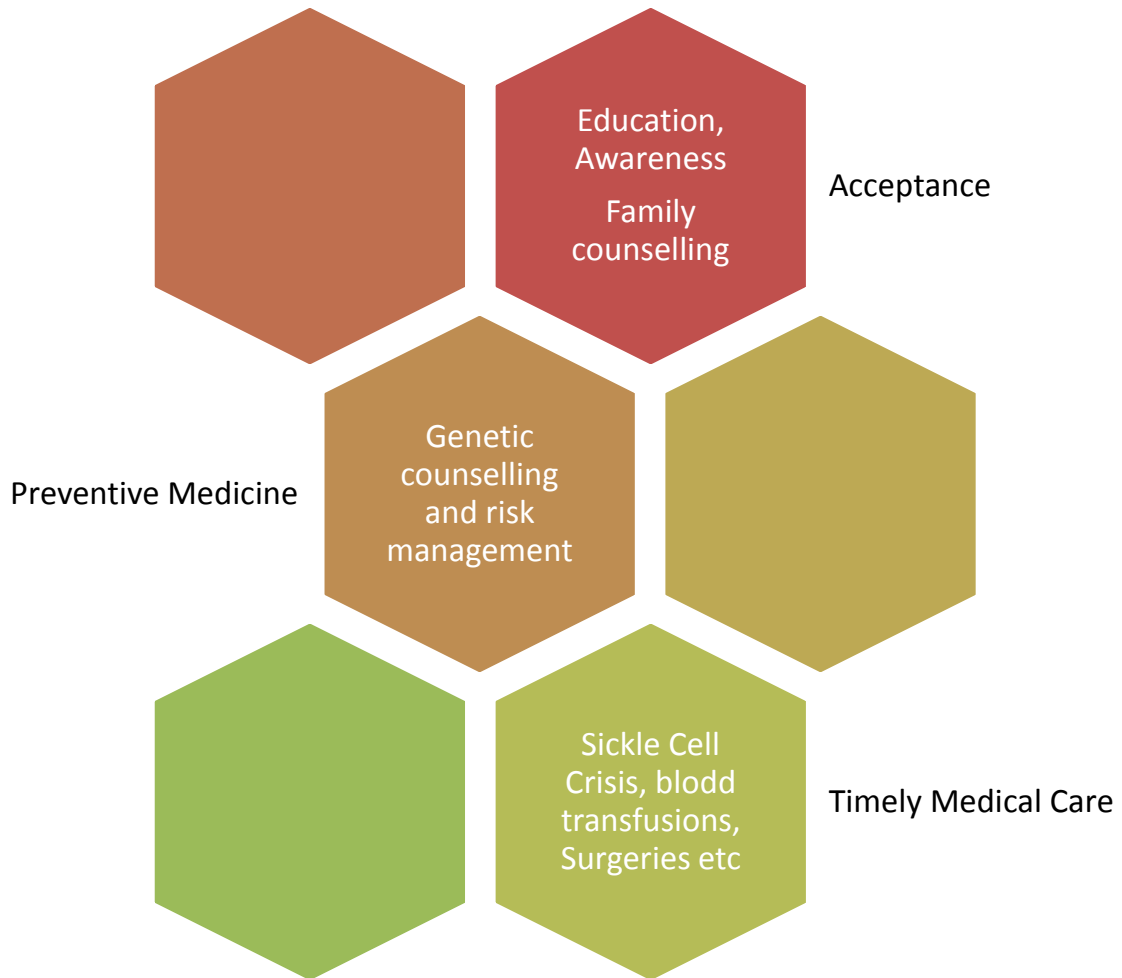 Education,
Awareness
Family
counselling
Acceptance
Preventive Medicine
Genetic
counselling
and risk
management
Sickle Cell
Crisis, blodd
transfusions,
Surgeries etc
Timely Medical Care